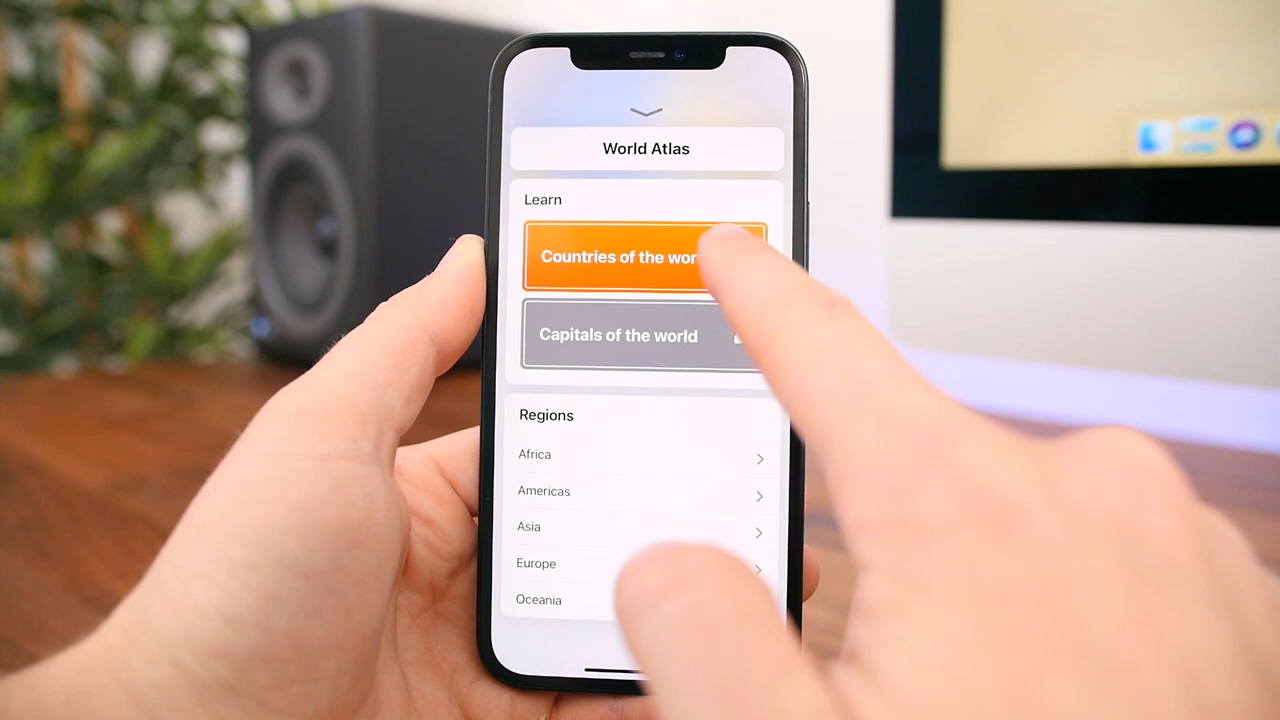 World Atlas
Learn
Countries of the wor
Capitals of the world
Regions
Africa
Americas
Asia
Europe
Oceania